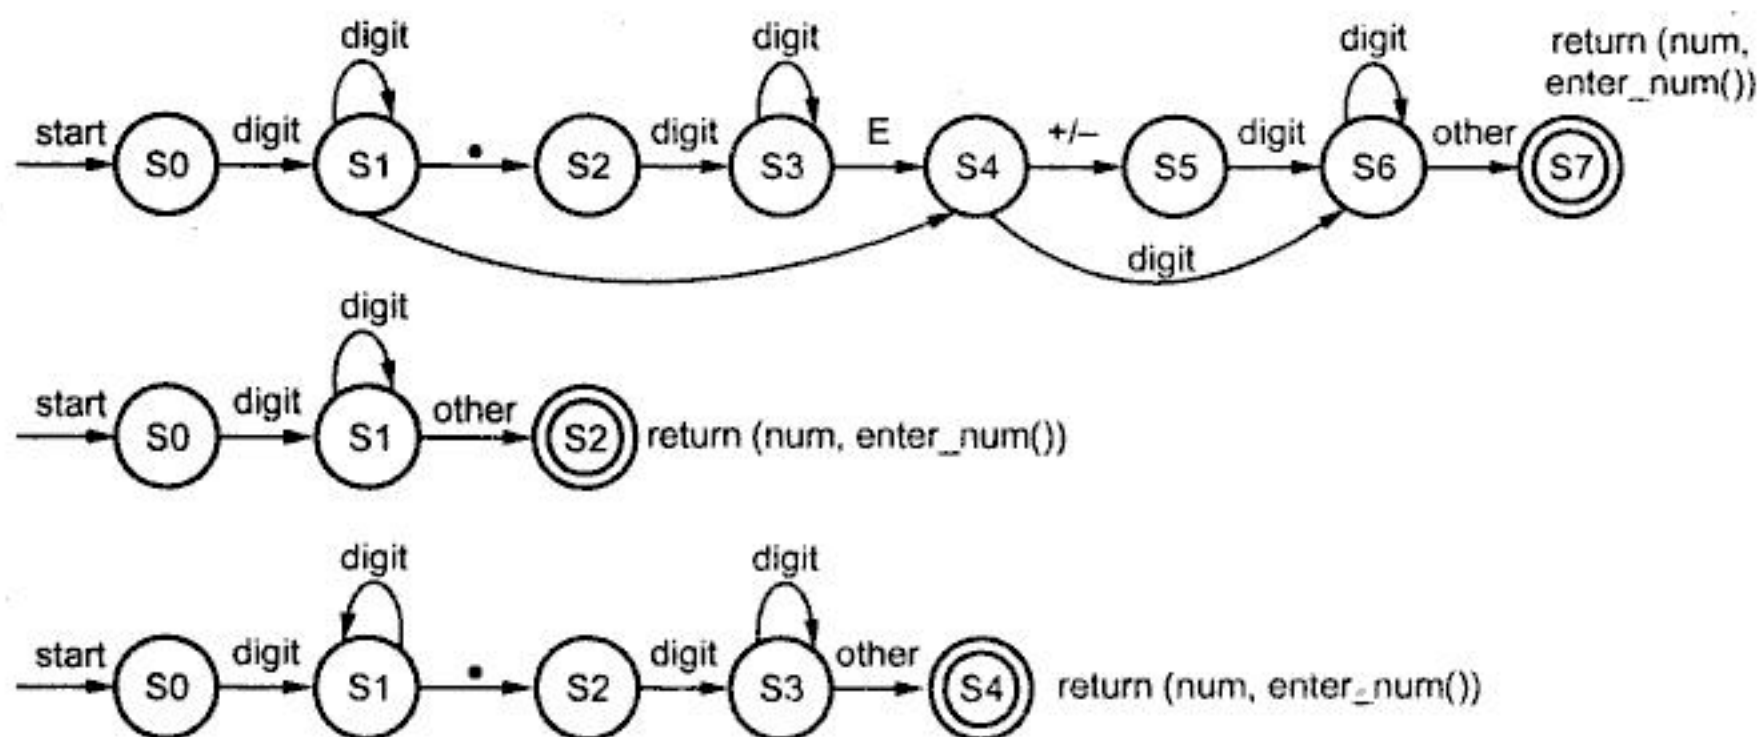 digit digit digit return (num,
enter_num())
start digit • digit E +/– digit other
S0 S1 S2 S3 S4 S5 S6 S7
digit
digit
start digit other
S0 S1 S2 return (num, enter_num())
digit digit
start digit • digit other
S0 S1 S2 S3 S4 return (num, enter_num())